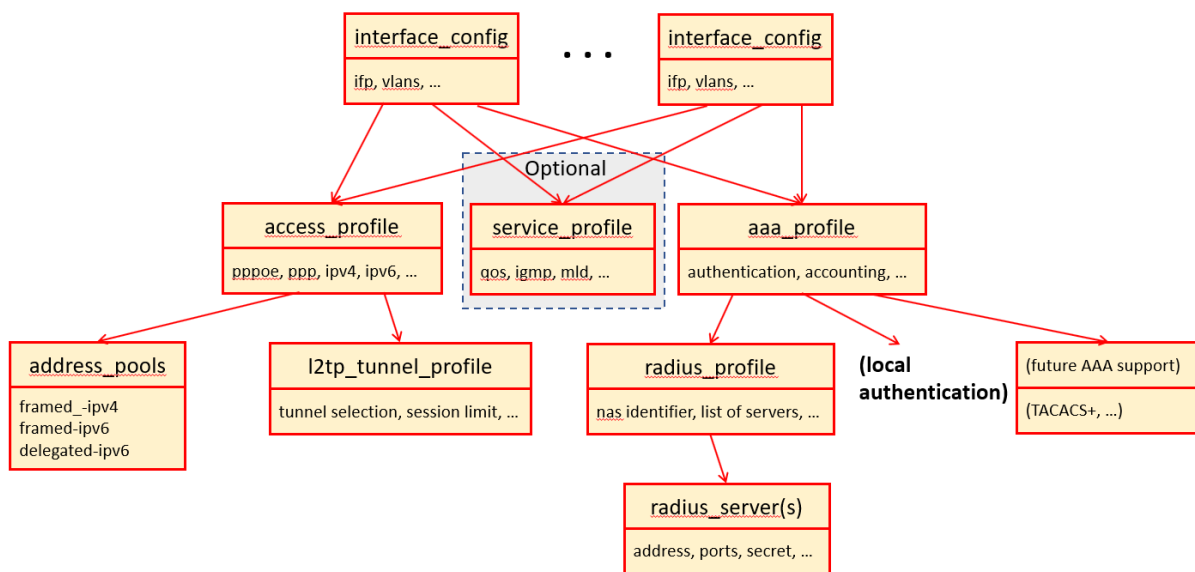 interface_config
ifp, vlans, ...
. . .
interface_config
ifp, vlans, ...
Optional
access_profile
pppoe, ppp, ipv4, ipv6, ...
service_profile
qos, igmp, mld, ...
aaa_profile
authentication, accounting, ...
address_pools
framed_-ipv4
framed-ipv6
delegated-ipv6
l2tp_tunnel_profile
tunnel selection, session limit, ...
radius_profile
nas identifier, list of servers, ...
(local
authentication)
(future AAA support)
(TACACS+, ...)
radius_server(s)
address, ports, secret, ...